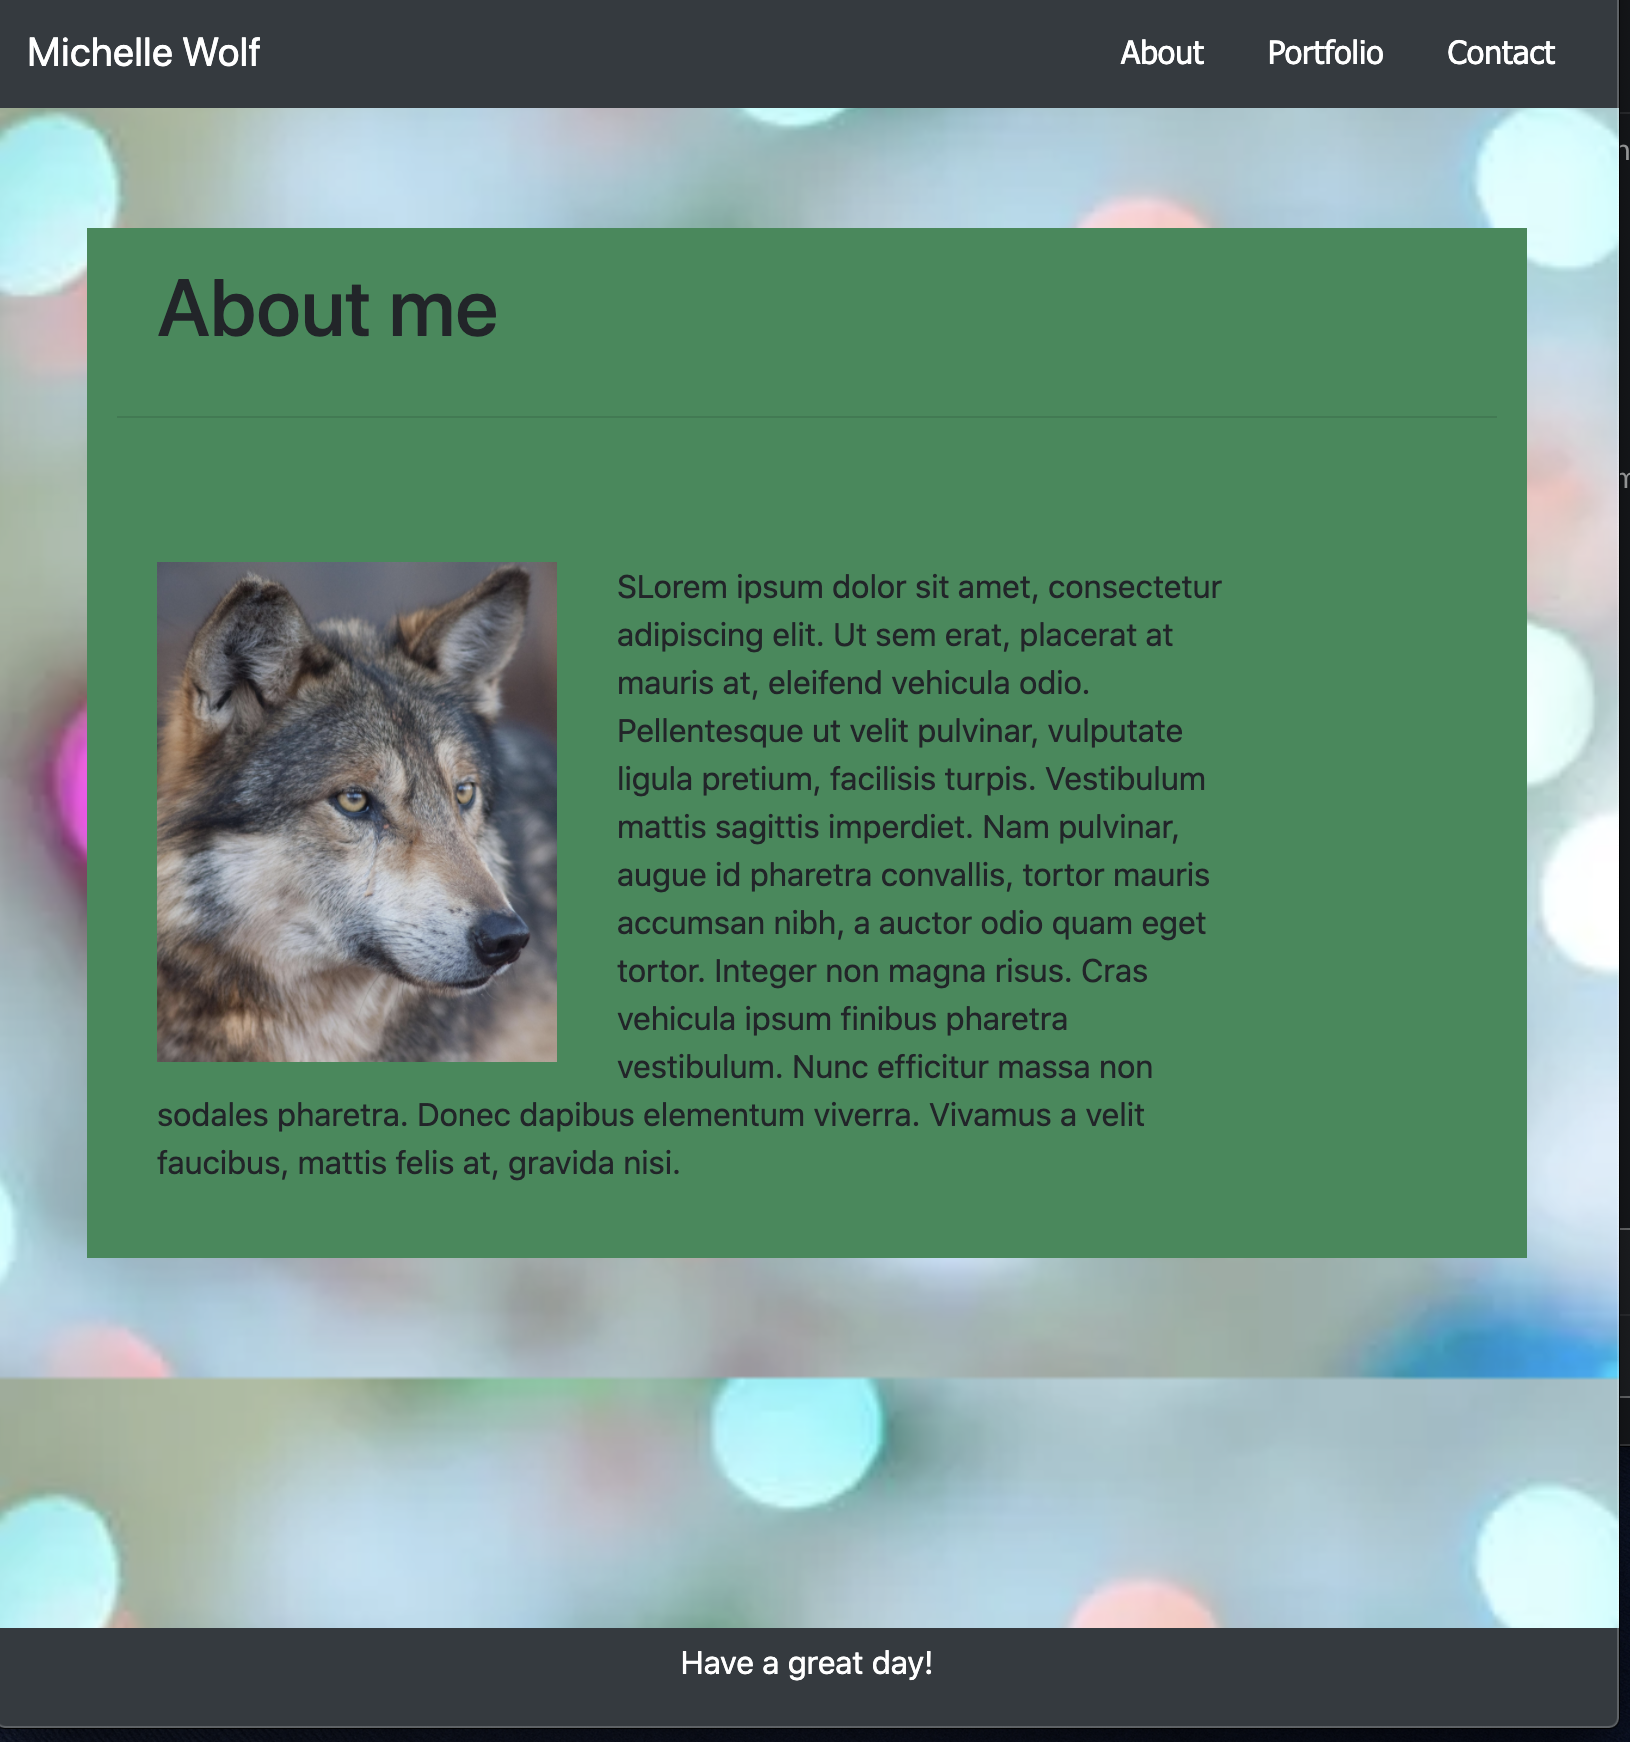 Michelle Wolf
About Portfolio Contact
About me
SLorem ipsum dolor sit amet, consectetur
adipiscing elit. Ut sem erat, placerat at
mauris at, eleifend vehicula odio.
Pellentesque ut velit pulvinar, vulputate
ligula pretium, facilisis turpis. Vestibulum
mattis sagittis imperdiet. Nam pulvinar,
augue id pharetra convallis, tortor mauris
accumsan nibh, a auctor odio quam eget
tortor. Integer non magna risus. Cras
vehicula ipsum finibus pharetra
vestibulum. Nunc efficitur massa non
sodales pharetra. Donec dapibus elementum viverra. Vivamus a velit
faucibus, mattis felis at, gravida nisi.
Have a great day!